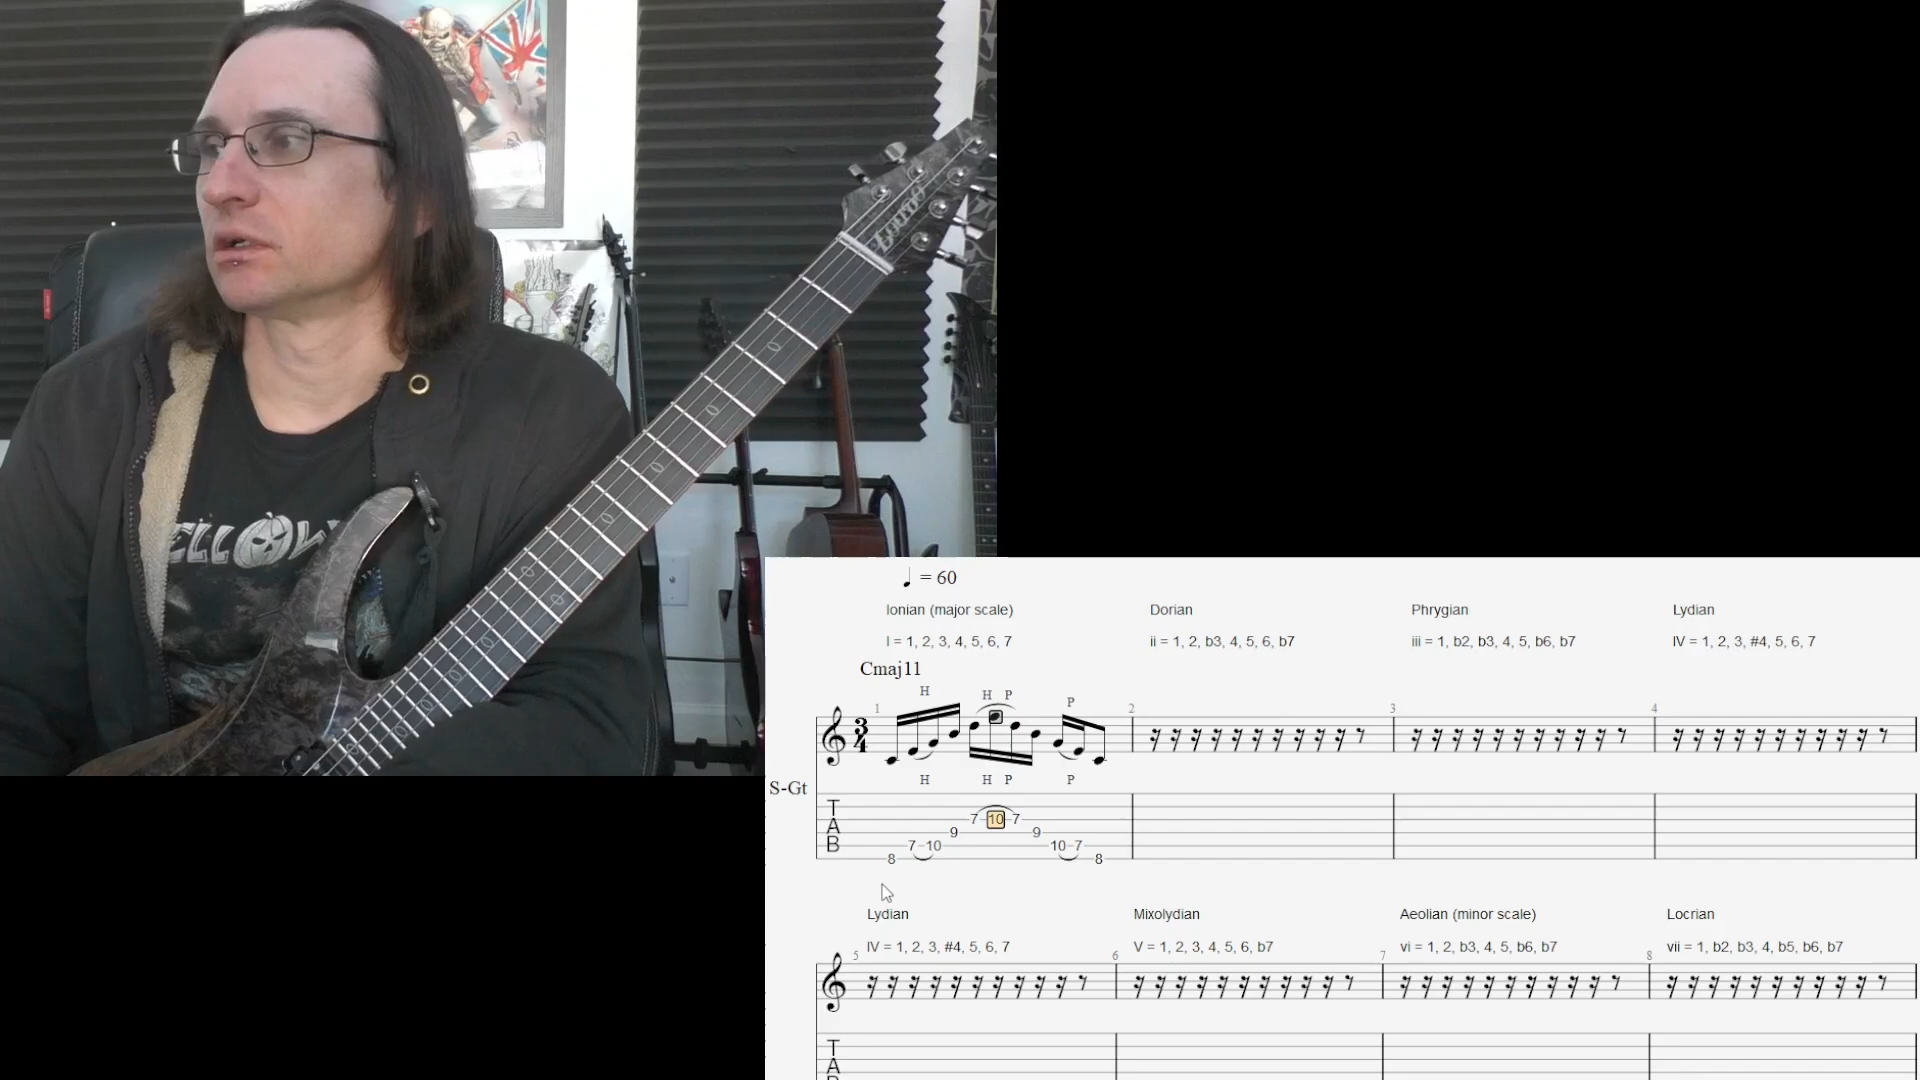 ELLOW
♩ = 60
Ionian (major scale)
Dorian
Phrygian
Lydian
I = 1, 2, 3, 4, 5, 6, 7
ii = 1, 2, b3, 4, 5, 6, b7
iii = 1, b2, b3, 4, 5, b6, b7
IV = 1, 2, 3, #4, 5, 6, 7
Cmaj11
H H P P
1 2 3 4
3
4
H H P P
S-Gt
T
A
B
7 10 7
9 9
7 10 10 7
8 8
Lydian
Mixolydian
Aeolian (minor scale)
Locrian
IV = 1, 2, 3, #4, 5, 6, 7
V = 1, 2, 3, 4, 5, 6, b7
vi = 1, 2, b3, 4, 5, b6, b7
vii = 1, b2, b3, 4, b5, b6, b7
5 6 7 8
T
A